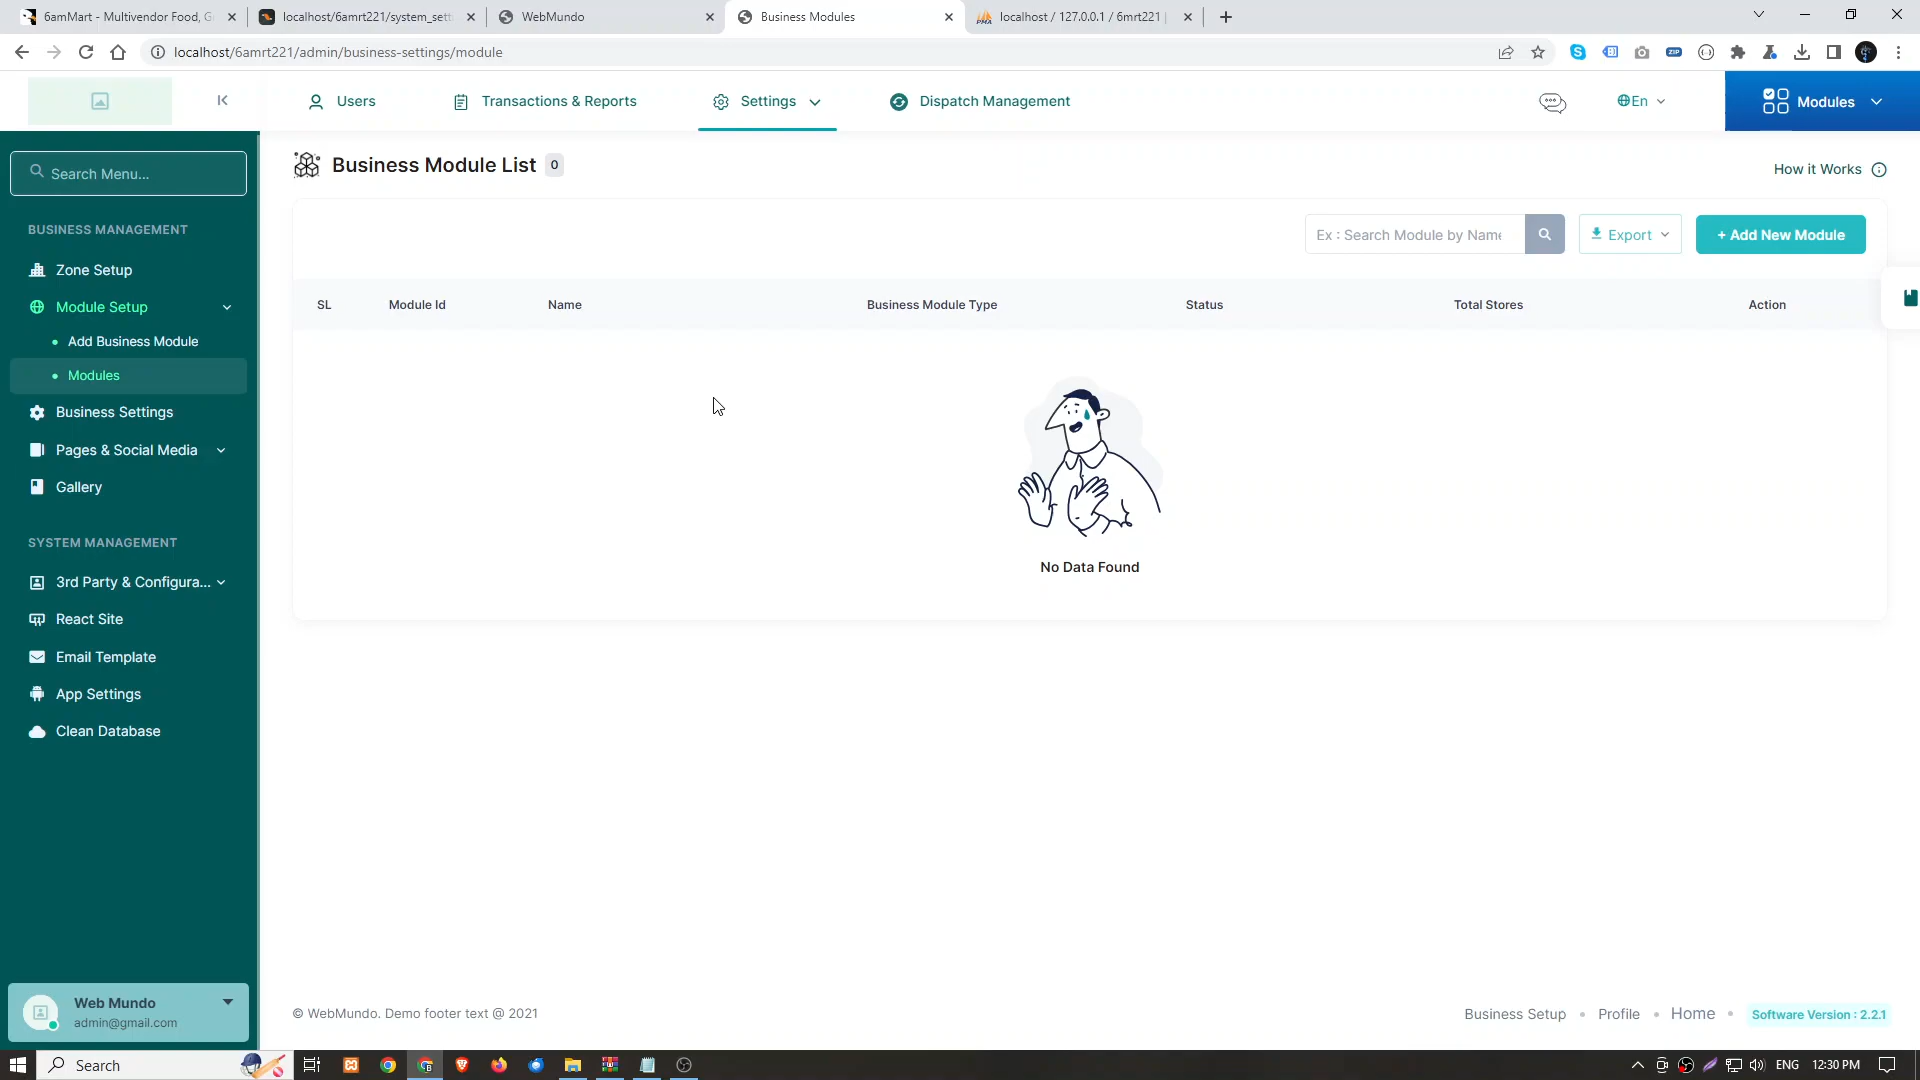 6amMart - Multivendor Food, G
localhost/6amrt221/system_sett
WebMundo
Business Modules
localhost / 127.0.0.1 / 6mrt221 |
localhost/6amrt221/admin/business-settings/module
Users
Transactions & Reports
Settings
Dispatch Management
En
Modules
Search Menu...
Business Module List 0
How it Works
BUSINESS MANAGEMENT
Ex : Search Module by Name
Export
+ Add New Module
Zone Setup
Module Setup
Add Business Module
Modules
Business Settings
Pages & Social Media
Gallery
SL
Module Id
Name
Business Module Type
Status
Total Stores
Action
No Data Found
SYSTEM MANAGEMENT
3rd Party & Configura...
React Site
Email Template
App Settings
Clean Database
Web Mundo
admin@gmail.com
© WebMundo. Demo footer text @ 2021
Business Setup • Profile • Home • Software Version : 2.2.1
Search
ENG
12:30 PM